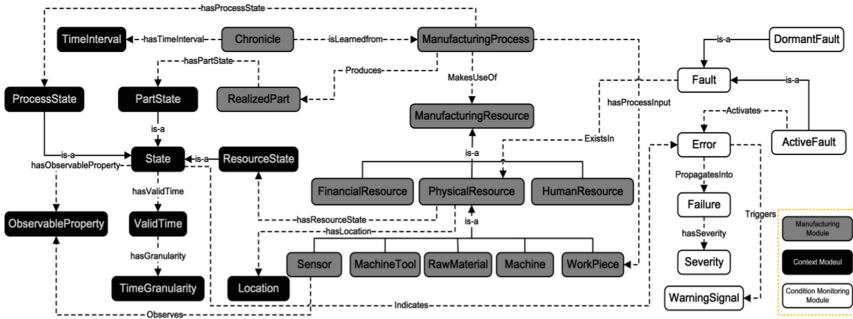 hasProcessState
TimeInterval
hasTimeInterval
Chronicle
isLearnedfrom
ManufacturingProcess
is-a
DormantFault
hasPartState
Produces
MakesUseOf
Fault
is-a
ProcessState
PartState
RealizedPart
hasProcessInput
ManufacturingResource
Activates
is-a
ExistsIn
Error
ActiveFault
is-a
State
is-a
ResourceState
is-a
hasObservableProperty
PropagatesInto
hasValidTime
FinancialResource
PhysicalResource
HumanResource
Failure
Triggers
ObservableProperty
ValidTime
hasResourceState
is-a
hasLocation
hasSeverity
Manufacturing
Module
hasGranularity
Sensor
MachineTool
RawMaterial
Machine
WorkPiece
Severity
Context Modeul
TimeGranularity
Location
WarningSignal
Condition Monitoring
Module
Indicates
Observes